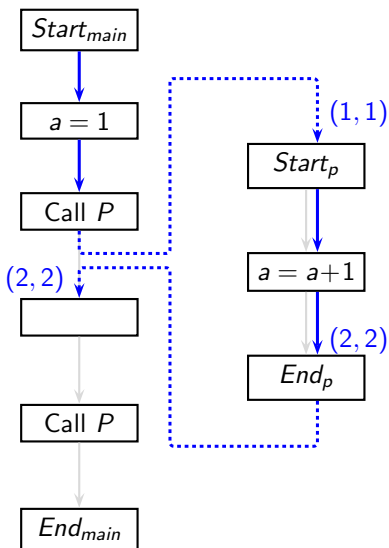 Start_main
a = 1
Call P
(2, 2)
Call P
End_main
(1, 1)
Start_p
a = a+1
(2, 2)
End_p